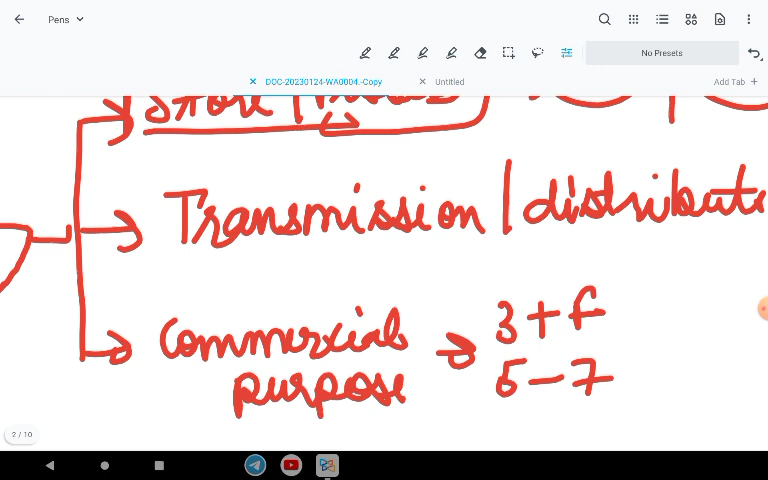 Pens
No Presets
DOC-20230124-WA0004.-Copy
Untitled
Add Tab +
Store |
Transmission | distribute
Commercial → 3 + f
purpose 5 – 7
2 / 10